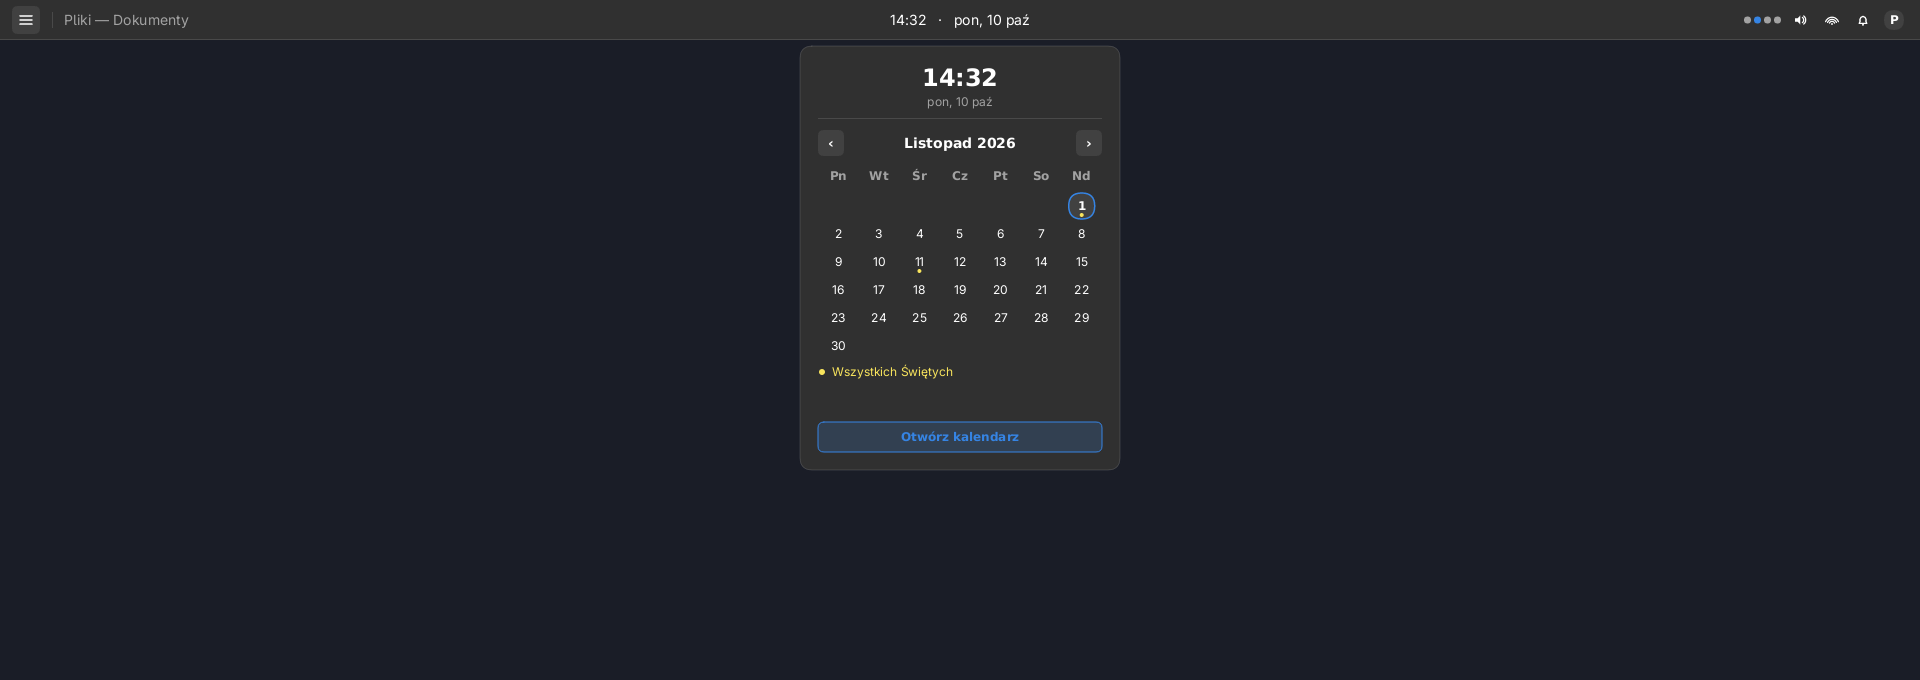 Pliki — Dokumenty
14:32 · pon, 10 paź
P
14:32
pon, 10 paź
‹ Listopad 2026 ›
Pn Wt Śr Cz Pt So Nd
1
2 3 4 5 6 7 8
9 10 11 12 13 14 15
16 17 18 19 20 21 22
23 24 25 26 27 28 29
30
Wszystkich Świętych
Otwórz kalendarz